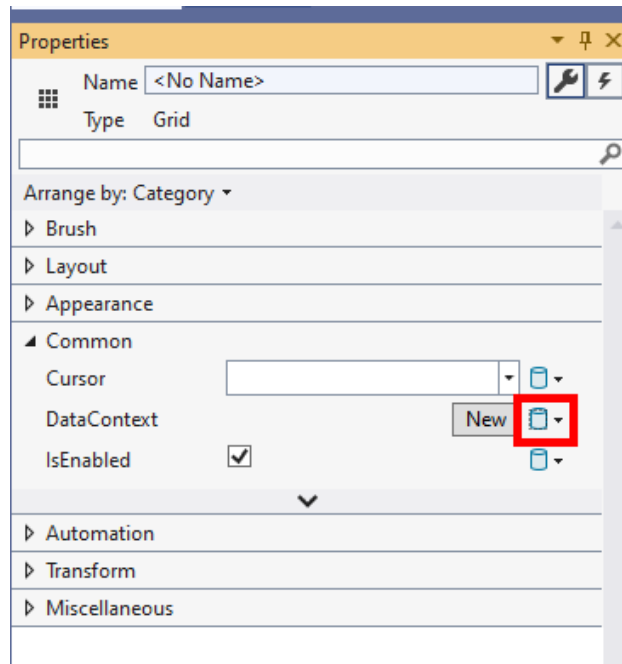 Properties
Name <No Name>
Type Grid
Arrange by: Category
Brush
Layout
Appearance
Common
Cursor
DataContext New
IsEnabled
Automation
Transform
Miscellaneous